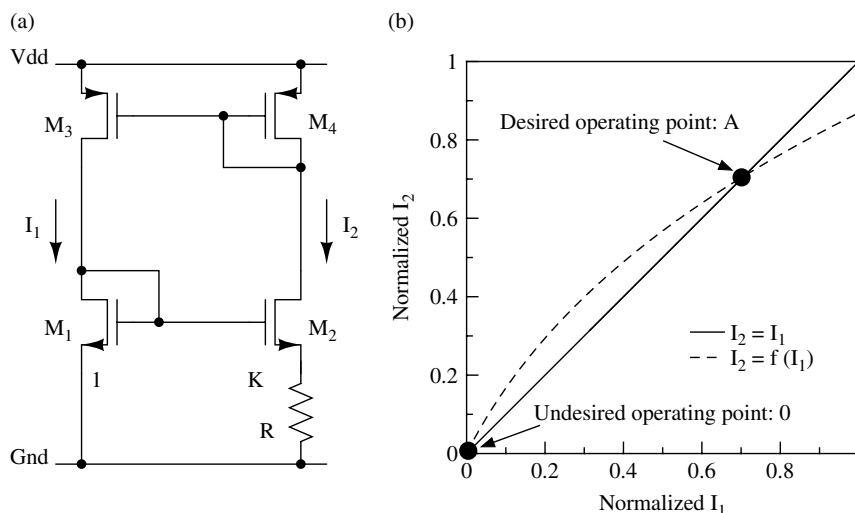 (a)
Vdd
M3
M4
I1
I2
M1
M2
1
K
R
Gnd
(b)
1
0.8
0.6
0.4
0.2
0
Normalized I2
Desired operating point: A
I2 = I1
I2 = f (I1)
Undesired operating point: 0
0 0.2 0.4 0.6 0.8
Normalized I1